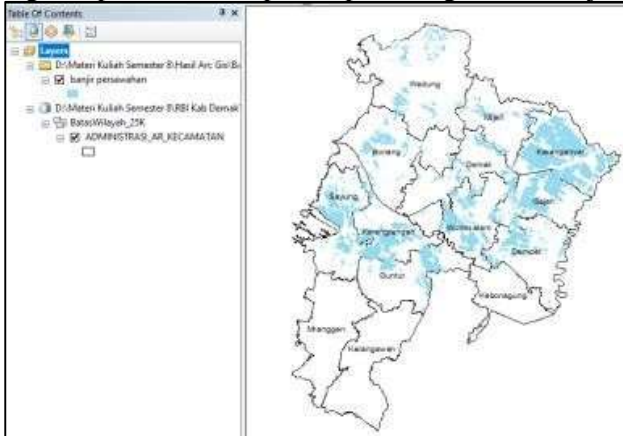 Table Of Contents
Layers
D:\Materi Kuliah Semester 8\Hasil Arc Gis\Ba
banjir persawahan
D:\Materi Kuliah Semester 8\RBI Kab Demak
BatasWilayah_25K
ADMINISTRASI_AR_KECAMATAN
Wedung
Mijen
Karanganyar
Bonang
Demak
Gajah
Sayung
Wonosalam
Karangtengah
Dempet
Guntur
Kebonagung
Mranggen
Karangawen